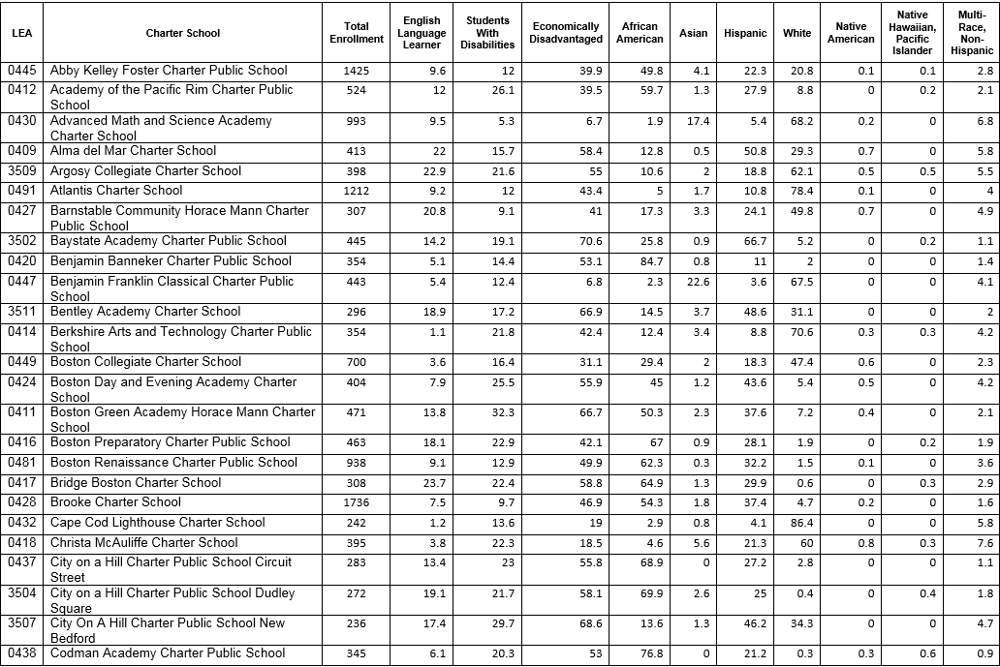 LEA Charter School Total Enrollment English Language Learner Students With Disabilities Economically Disadvantaged African American Asian Hispanic White Native American Native Hawaiian, Pacific Islander Multi-Race, Non-Hispanic
0445 Abby Kelley Foster Charter Public School 1425 9.6 12 39.9 49.8 4.1 22.3 20.8 0.1 0.1 2.8
0412 Academy of the Pacific Rim Charter Public School 524 12 26.1 39.5 59.7 1.3 27.9 8.8 0 0.2 2.1
0430 Advanced Math and Science Academy Charter School 993 9.5 5.3 6.7 1.9 17.4 5.4 68.2 0.2 0 6.8
0409 Alma del Mar Charter School 413 22 15.7 58.4 12.8 0.5 50.8 29.3 0.7 0 5.8
3509 Argosy Collegiate Charter School 398 22.9 21.6 55 10.6 2 18.8 62.1 0.5 0.5 5.5
0491 Atlantis Charter School 1212 9.2 12 43.4 5 1.7 10.8 78.4 0.1 0 4
0427 Barnstable Community Horace Mann Charter Public School 307 20.8 9.1 41 17.3 3.3 24.1 49.8 0.7 0 4.9
3502 Baystate Academy Charter Public School 445 14.2 19.1 70.6 25.8 0.9 66.7 5.2 0 0.2 1.1
0420 Benjamin Banneker Charter Public School 354 5.1 14.4 53.1 84.7 0.8 11 2 0 0 1.4
0447 Benjamin Franklin Classical Charter Public School 443 5.4 12.4 6.8 2.3 22.6 3.6 67.5 0 0 4.1
3511 Bentley Academy Charter School 296 18.9 17.2 66.9 14.5 3.7 48.6 31.1 0 0 2
0414 Berkshire Arts and Technology Charter Public School 354 1.1 21.8 42.4 12.4 3.4 8.8 70.6 0.3 0.3 4.2
0449 Boston Collegiate Charter School 700 3.6 16.4 31.1 29.4 2 18.3 47.4 0.6 0 2.3
0424 Boston Day and Evening Academy Charter School 404 7.9 25.5 55.9 45 1.2 43.6 5.4 0.5 0 4.2
0411 Boston Green Academy Horace Mann Charter School 471 13.8 32.3 66.7 50.3 2.3 37.6 7.2 0.4 0 2.1
0416 Boston Preparatory Charter Public School 463 18.1 22.9 42.1 67 0.9 28.1 1.9 0 0.2 1.9
0481 Boston Renaissance Charter Public School 938 9.1 12.9 49.9 62.3 0.3 32.2 1.5 0.1 0 3.6
0417 Bridge Boston Charter School 308 23.7 22.4 58.8 64.9 1.3 29.9 0.6 0 0.3 2.9
0428 Brooke Charter School 1736 7.5 9.7 46.9 54.3 1.8 37.4 4.7 0.2 0 1.6
0432 Cape Cod Lighthouse Charter School 242 1.2 13.6 19 2.9 0.8 4.1 86.4 0 0 5.8
0418 Christa McAuliffe Charter School 395 3.8 22.3 18.5 4.6 5.6 21.3 60 0.8 0.3 7.6
0437 City on a Hill Charter Public School Circuit Street 283 13.4 23 55.8 68.9 0 27.2 2.8 0 0 1.1
3504 City on a Hill Charter Public School Dudley Square 272 19.1 21.7 58.1 69.9 2.6 25 0.4 0 0.4 1.8
3507 City On A Hill Charter Public School New Bedford 236 17.4 29.7 68.6 13.6 1.3 46.2 34.3 0 0 4.7
0438 Codman Academy Charter Public School 345 6.1 20.3 53 76.8 0 21.2 0.3 0.3 0.6 0.9